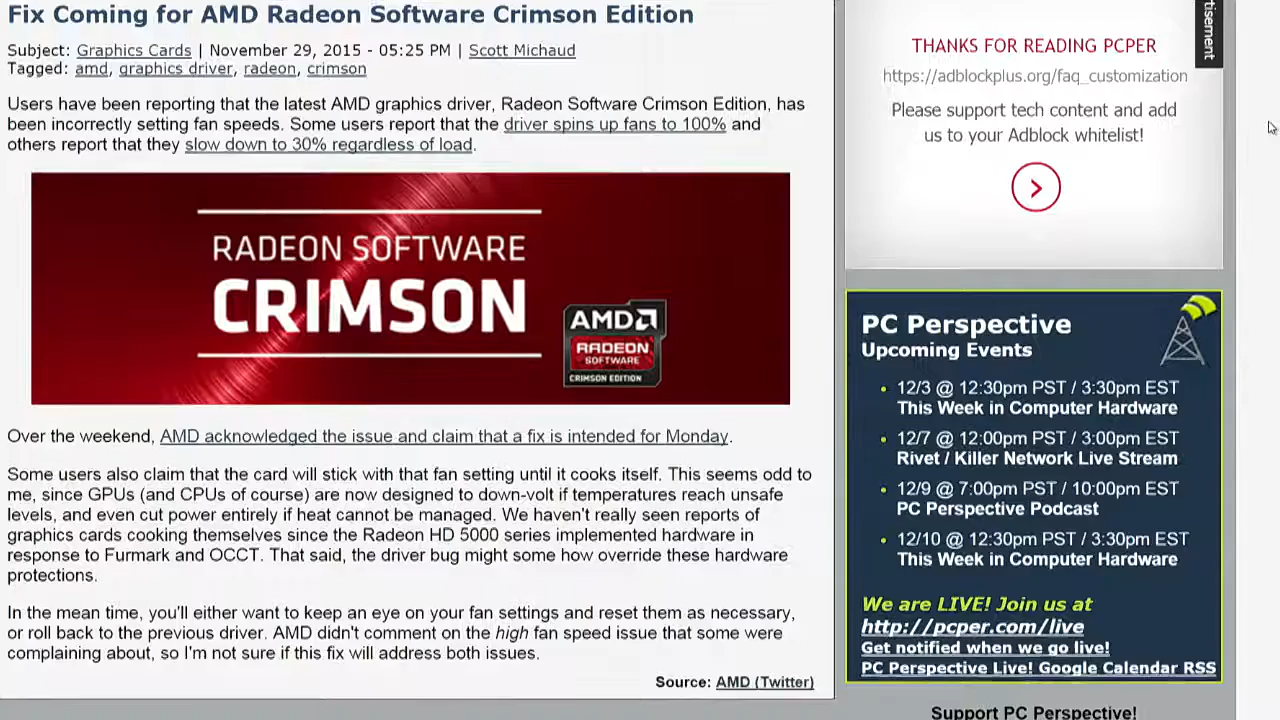 Fix Coming for AMD Radeon Software Crimson Edition
Subject: Graphics Cards | November 29, 2015 - 05:25 PM | Scott Michaud
Tagged: amd, graphics driver, radeon, crimson
Users have been reporting that the latest AMD graphics driver, Radeon Software Crimson Edition, has
been incorrectly setting fan speeds. Some users report that the driver spins up fans to 100% and
others report that they slow down to 30% regardless of load.
RADEON SOFTWARE
CRIMSON
AMD
RADEON
SOFTWARE
CRIMSON EDITION
Over the weekend, AMD acknowledged the issue and claim that a fix is intended for Monday.
Some users also claim that the card will stick with that fan setting until it cooks itself. This seems odd to
me, since GPUs (and CPUs of course) are now designed to down-volt if temperatures reach unsafe
levels, and even cut power entirely if heat cannot be managed. We haven't really seen reports of
graphics cards cooking themselves since the Radeon HD 5000 series implemented hardware in
response to Furmark and OCCT. That said, the driver bug might some how override these hardware
protections.
In the mean time, you'll either want to keep an eye on your fan settings and reset them as necessary,
or roll back to the previous driver. AMD didn't comment on the high fan speed issue that some were
complaining about, so I'm not sure if this fix will address both issues.
Source: AMD (Twitter)
tisement
THANKS FOR READING PCPER
https://adblockplus.org/faq_customization
Please support tech content and add
us to your Adblock whitelist!
PC Perspective
Upcoming Events
12/3 @ 12:30pm PST / 3:30pm EST
This Week in Computer Hardware
12/7 @ 12:00pm PST / 3:00pm EST
Rivet / Killer Network Live Stream
12/9 @ 7:00pm PST / 10:00pm EST
PC Perspective Podcast
12/10 @ 12:30pm PST / 3:30pm EST
This Week in Computer Hardware
We are LIVE! Join us at
http://pcper.com/live
Get notified when we go live!
PC Perspective Live! Google Calendar RSS
Support PC Perspective!